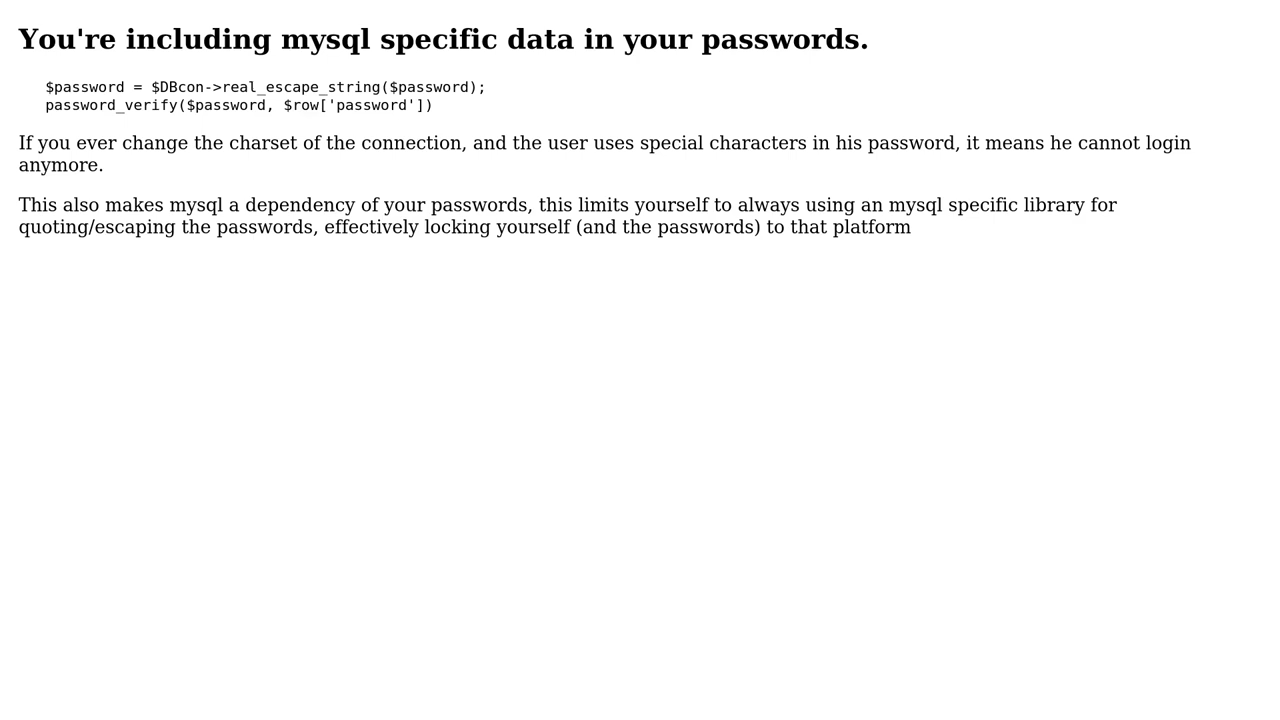 You're including mysql specific data in your passwords.
$password = $DBcon->real_escape_string($password);
password_verify($password, $row['password'])
If you ever change the charset of the connection, and the user uses special characters in his password, it means he cannot login
anymore.
This also makes mysql a dependency of your passwords, this limits yourself to always using an mysql specific library for
quoting/escaping the passwords, effectively locking yourself (and the passwords) to that platform